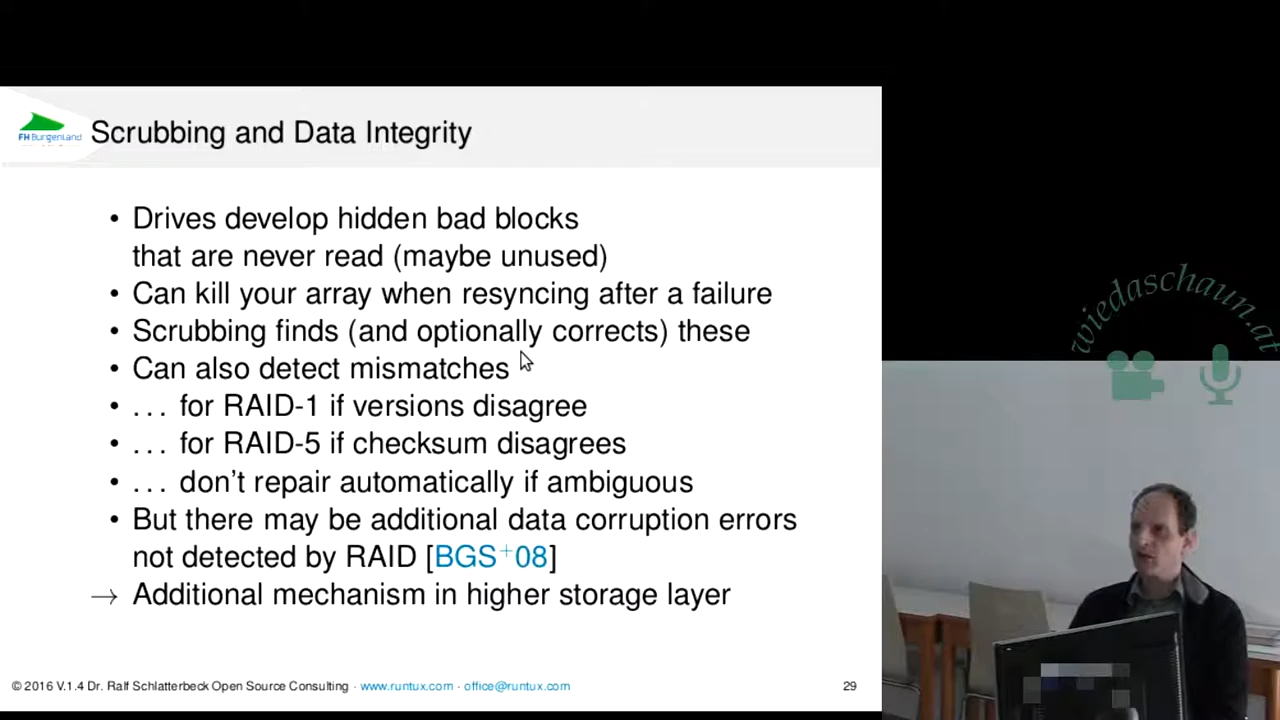 FH Burgenland
Scrubbing and Data Integrity
• Drives develop hidden bad blocks
that are never read (maybe unused)
• Can kill your array when resyncing after a failure
• Scrubbing finds (and optionally corrects) these
• Can also detect mismatches
• . . . for RAID-1 if versions disagree
• . . . for RAID-5 if checksum disagrees
• . . . don't repair automatically if ambiguous
• But there may be additional data corruption errors
not detected by RAID [BGS+08]
→ Additional mechanism in higher storage layer
© 2016 V.1.4 Dr. Ralf Schlatterbeck Open Source Consulting · www.runtux.com · office@runtux.com
29
wiedaschaun.at